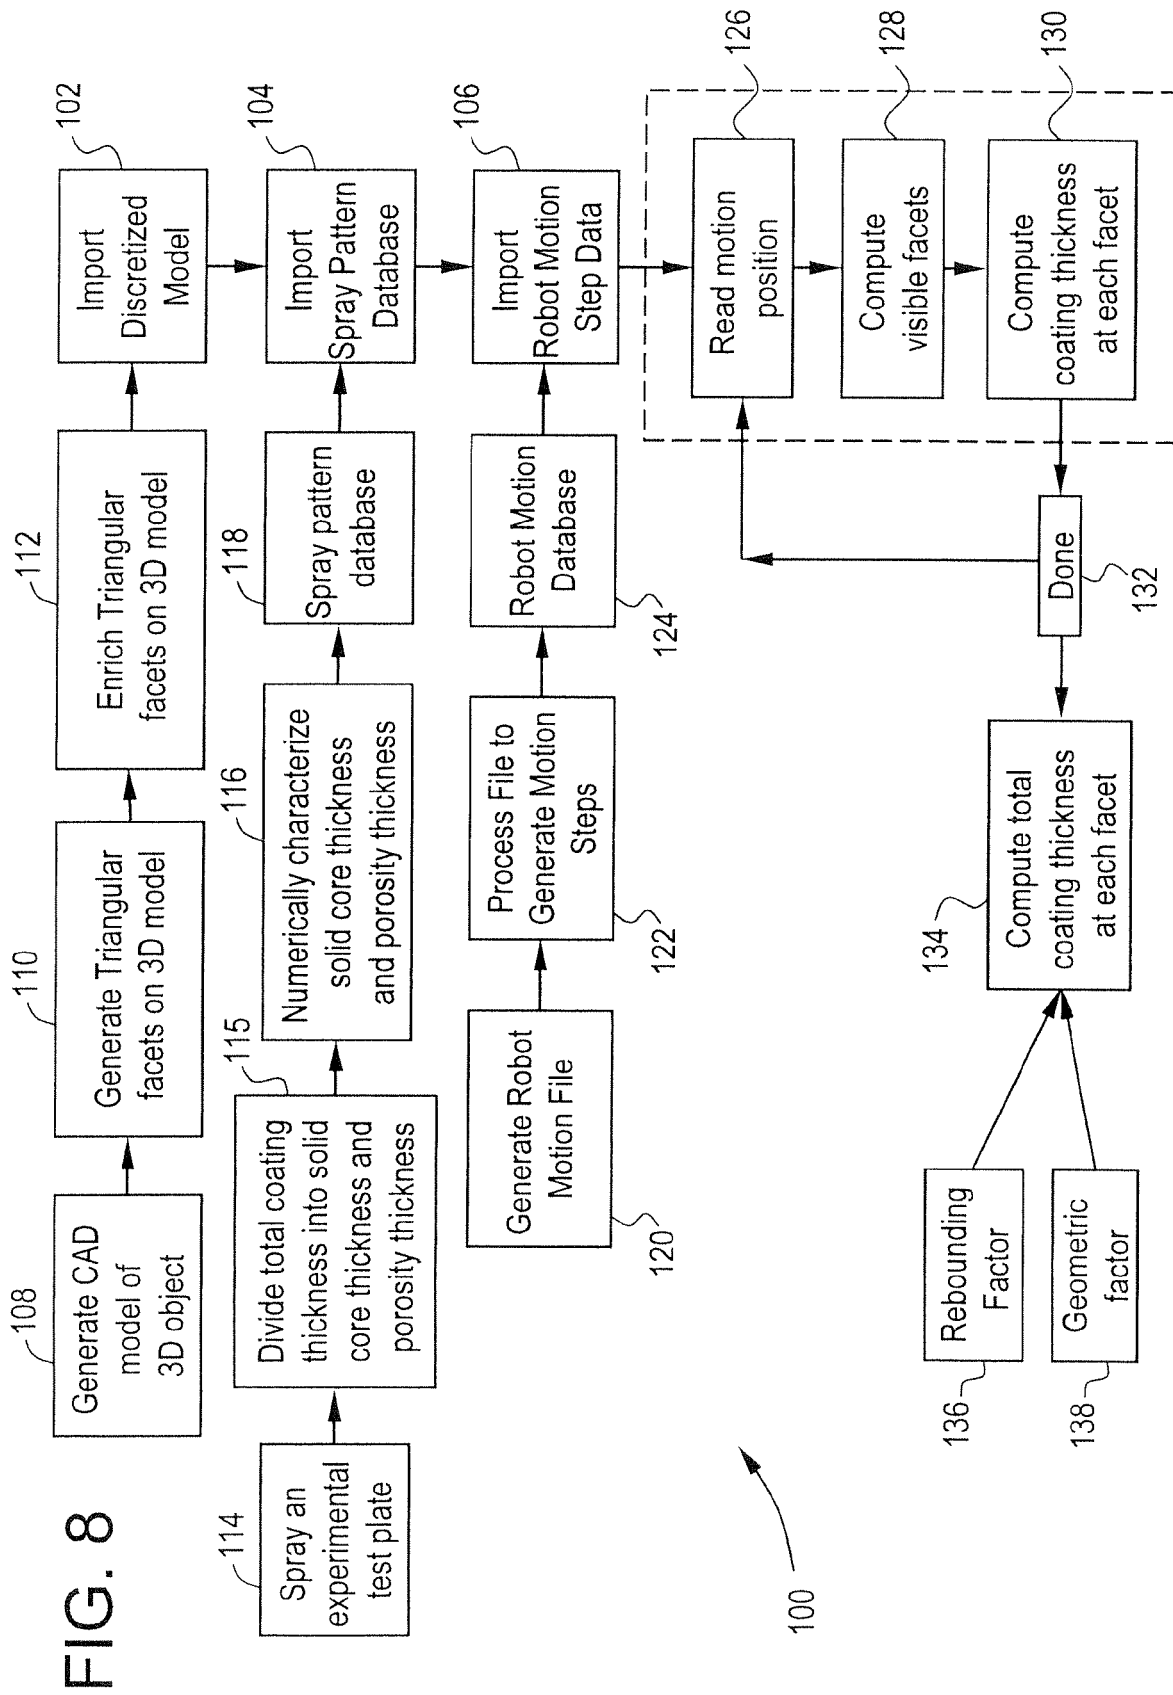 FIG. 8
108
Generate CAD
model of
3D object
110
Generate Triangular
facets on 3D model
112
Enrich Triangular
facets on 3D model
102
Import
Discretized
Model
114
Spray an
experimental
test plate
115
Divide total coating
thickness into solid
core thickness and
porosity thickness
116
Numerically characterize
solid core thickness
and porosity thickness
118
Spray pattern
database
104
Import
Spray Pattern
Database
120
Generate Robot
Motion File
122
Process File to
Generate Motion
Steps
124
Robot Motion
Database
106
Import
Robot Motion
Step Data
126
Read motion
position
128
Compute
visible facets
130
Compute
coating thickness
at each facet
132
Done
134
Compute total
coating thickness
at each facet
136
Rebounding
Factor
138
Geometric
factor
100